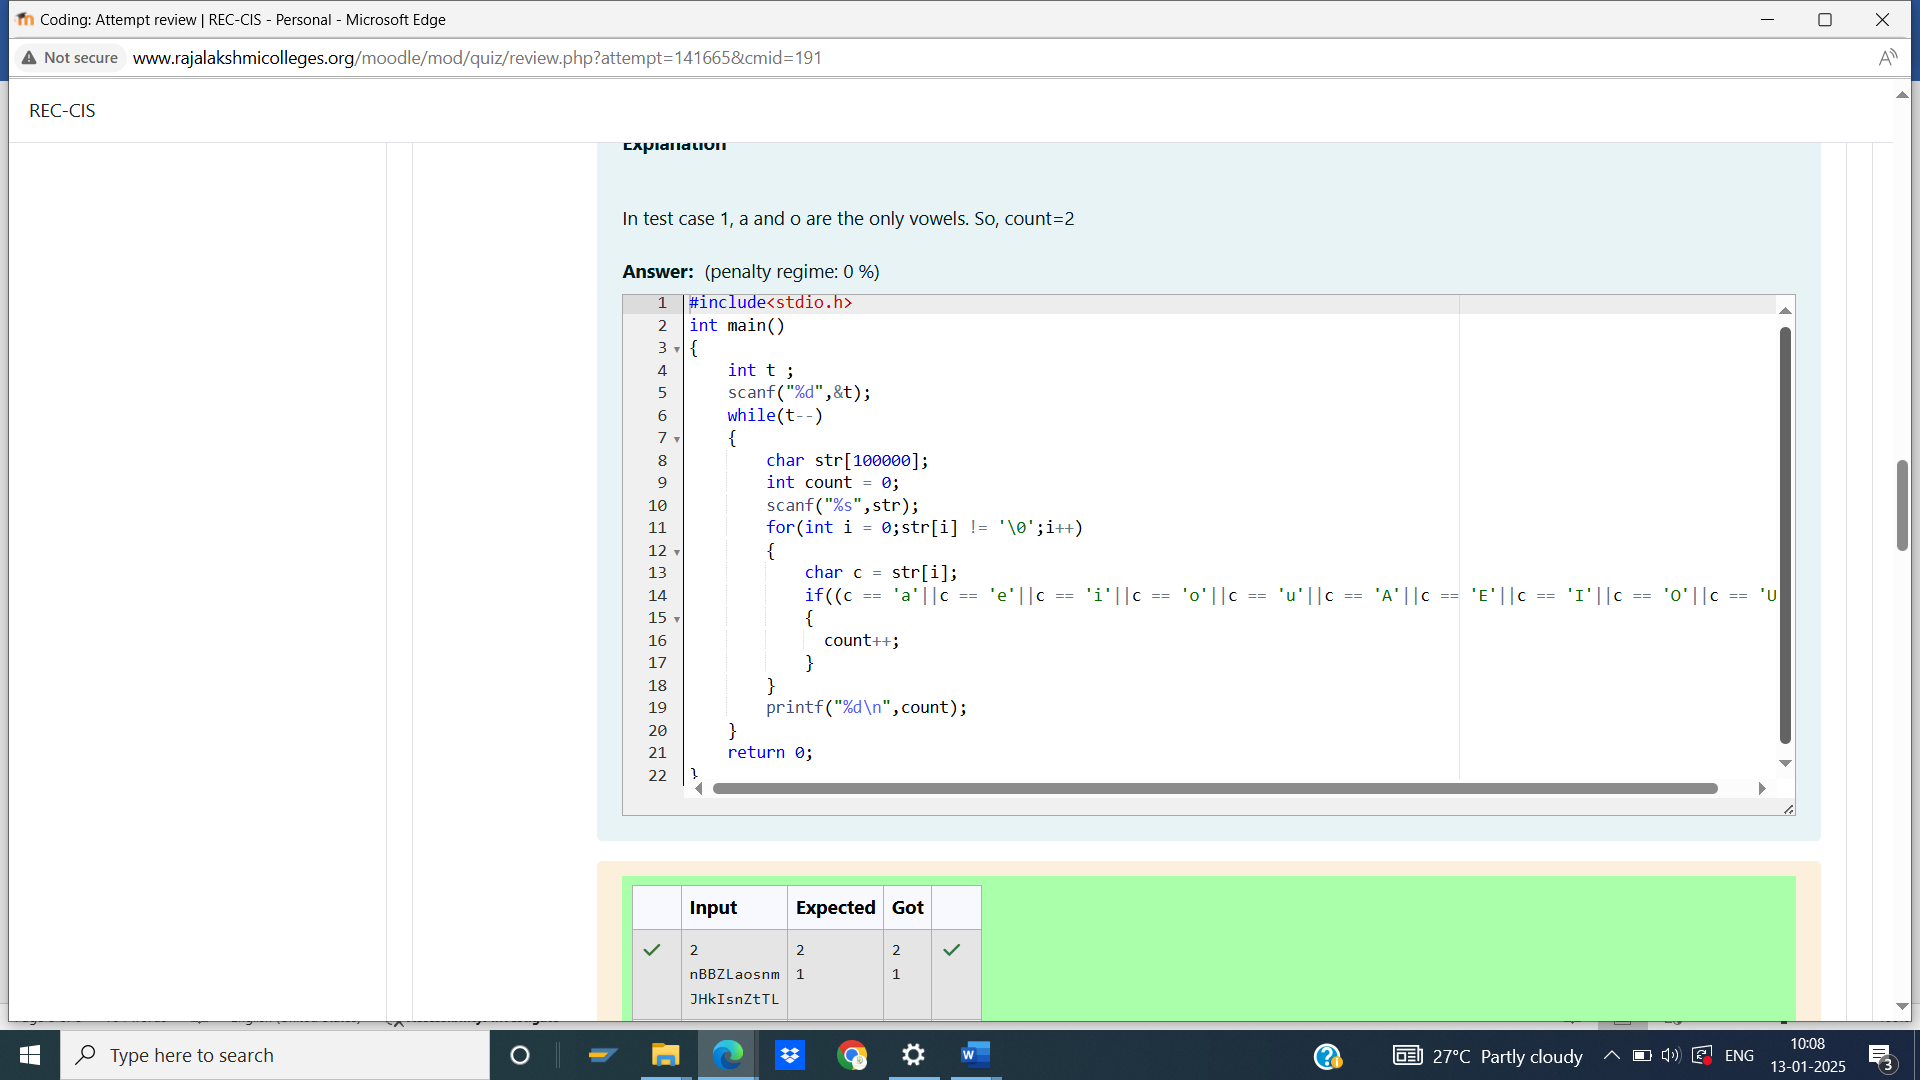 Coding: Attempt review | REC-CIS - Personal - Microsoft Edge
Not secure
www.rajalakshmicolleges.org/moodle/mod/quiz/review.php?attempt=141665&cmid=191
REC-CIS
Explanation
In test case 1, a and o are the only vowels. So, count=2
Answer: (penalty regime: 0 %)
1 #include<stdio.h>
2 int main()
3 {
4 int t ;
5 scanf("%d",&t);
6 while(t--)
7 {
8 char str[100000];
9 int count = 0;
10 scanf("%s",str);
11 for(int i = 0;str[i] != '\0';i++)
12 {
13 char c = str[i];
14 if((c == 'a'||c == 'e'||c == 'i'||c == 'o'||c == 'u'||c == 'A'||c == 'E'||c == 'I'||c == 'O'||c == 'U
15 {
16 count++;
17 }
18 }
19 printf("%d\n",count);
20 }
21 return 0;
22 }
Input Expected Got
2 2 2
nBBZLaosnm 1 1
JHkIsnZtTL
Type here to search
27°C Partly cloudy
ENG
10:08
13-01-2025
3